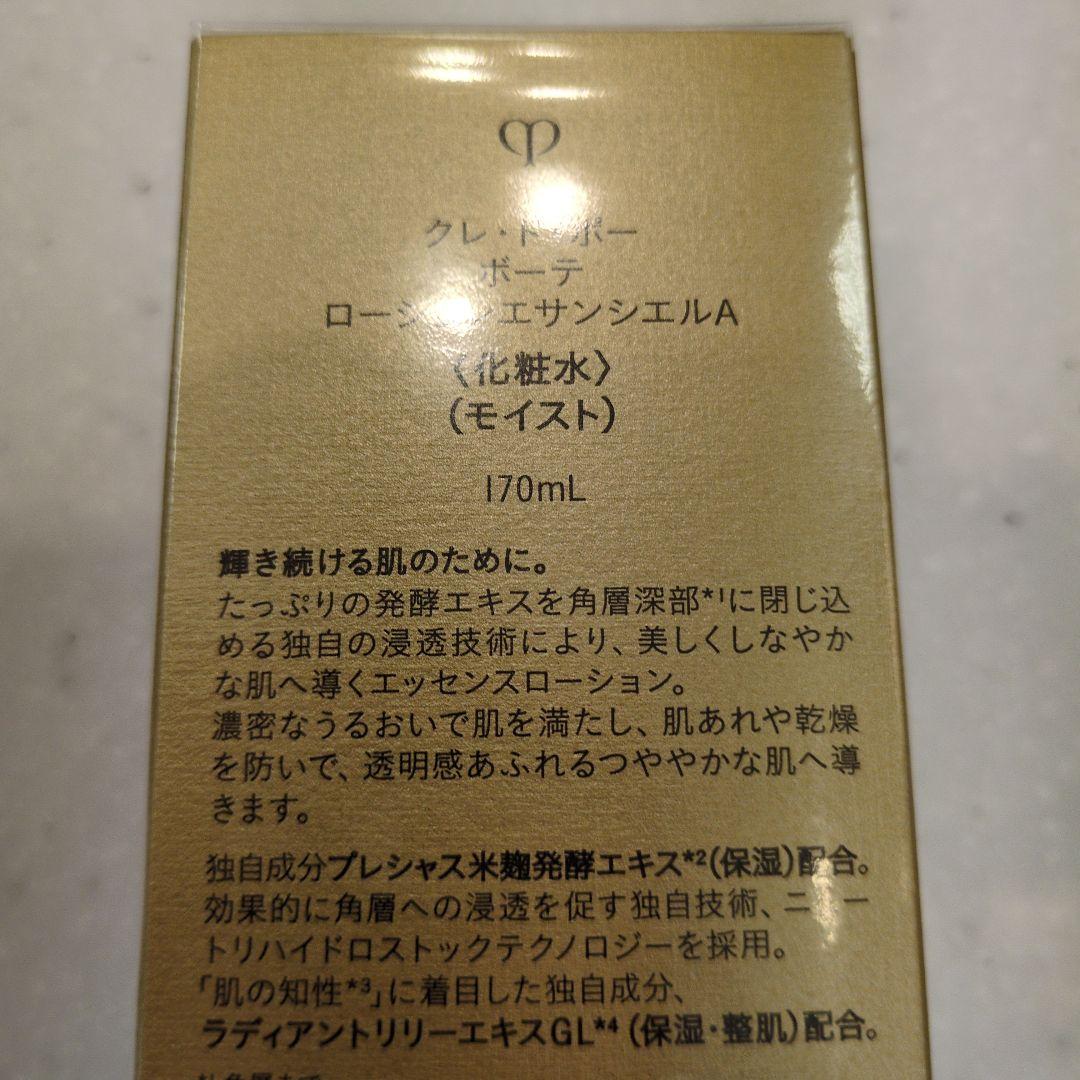 クレ・ド・ポー
ボーテ
ローションエサンシエルA
〈化粧水〉
(モイスト)
170mL
輝き続ける肌のために。
たっぷりの発酵エキスを角層深部*1に閉じ込
める独自の浸透技術により、美しくしなやか
な肌へ導くエッセンスローション。
濃密なうるおいで肌を満たし、肌あれや乾燥
を防いで、透明感あふれるつややかな肌へ導
きます。
独自成分プレシャス米麹発酵エキス*2(保湿)配合。
効果的に角層への浸透を促す独自技術、ニュー
トリハイドロストックテクノロジーを採用。
「肌の知性*3」に着目した独自成分、
ラディアントリリーエキスGL*4(保湿・整肌)配合。